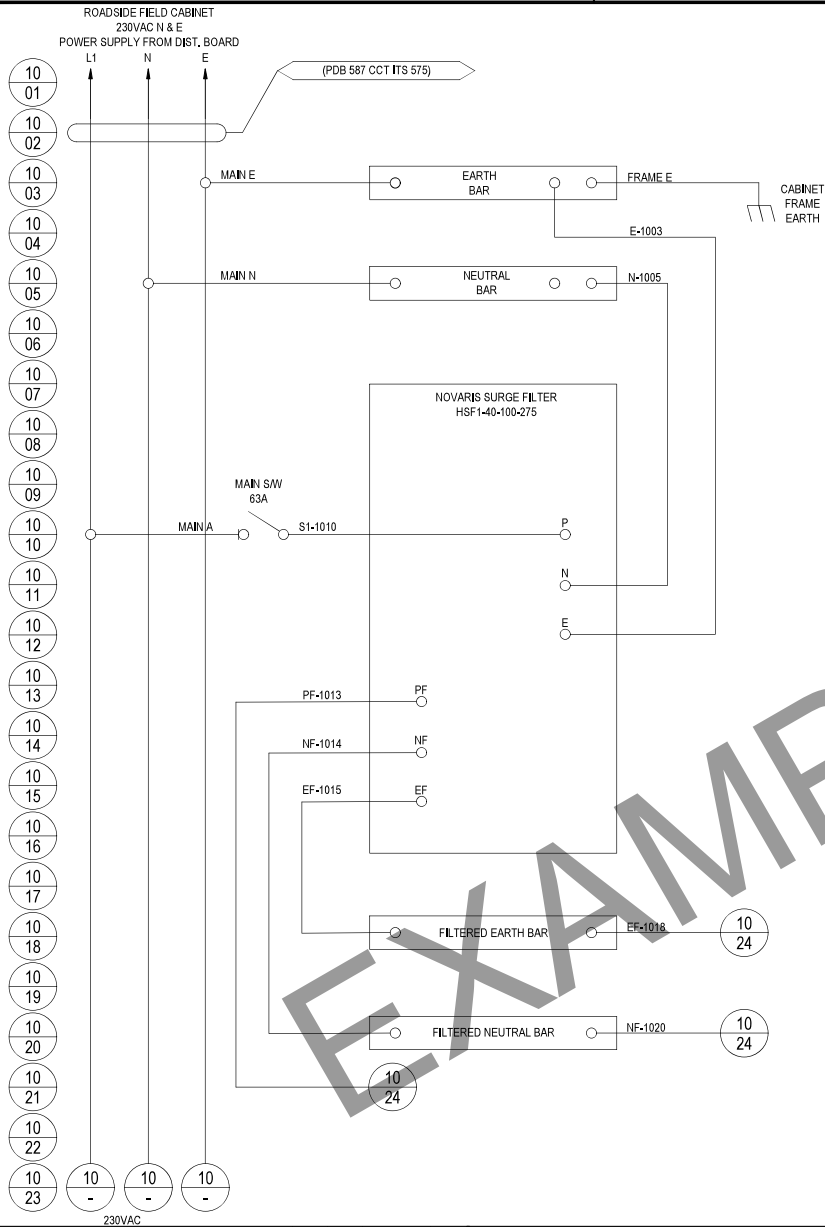 ROADSIDE FIELD CABINET
230VAC N & E
POWER SUPPLY FROM DIST. BOARD
L1 N E
(PDB 587 CCT ITS 575)
10
01
10
02
10
03
MAIN E
EARTH
BAR
FRAME E
CABINET
FRAME
EARTH
10
04
E-1003
10
05
MAIN N
NEUTRAL
BAR
N-1005
10
06
10
07
NOVARIS SURGE FILTER
HSF1-40-100-275
10
08
10
09
MAIN S/W
63A
10
10
MAIN A
S1-1010
P
10
11
N
10
12
E
10
13
PF-1013
PF
10
14
NF-1014
NF
10
15
EF-1015
EF
10
16
10
17
10
18
FILTERED EARTH BAR
EF-1018
10
24
10
19
10
20
FILTERED NEUTRAL BAR
NF-1020
10
24
10
21
10
24
10
22
10
23
10
-
10
-
10
-
230VAC